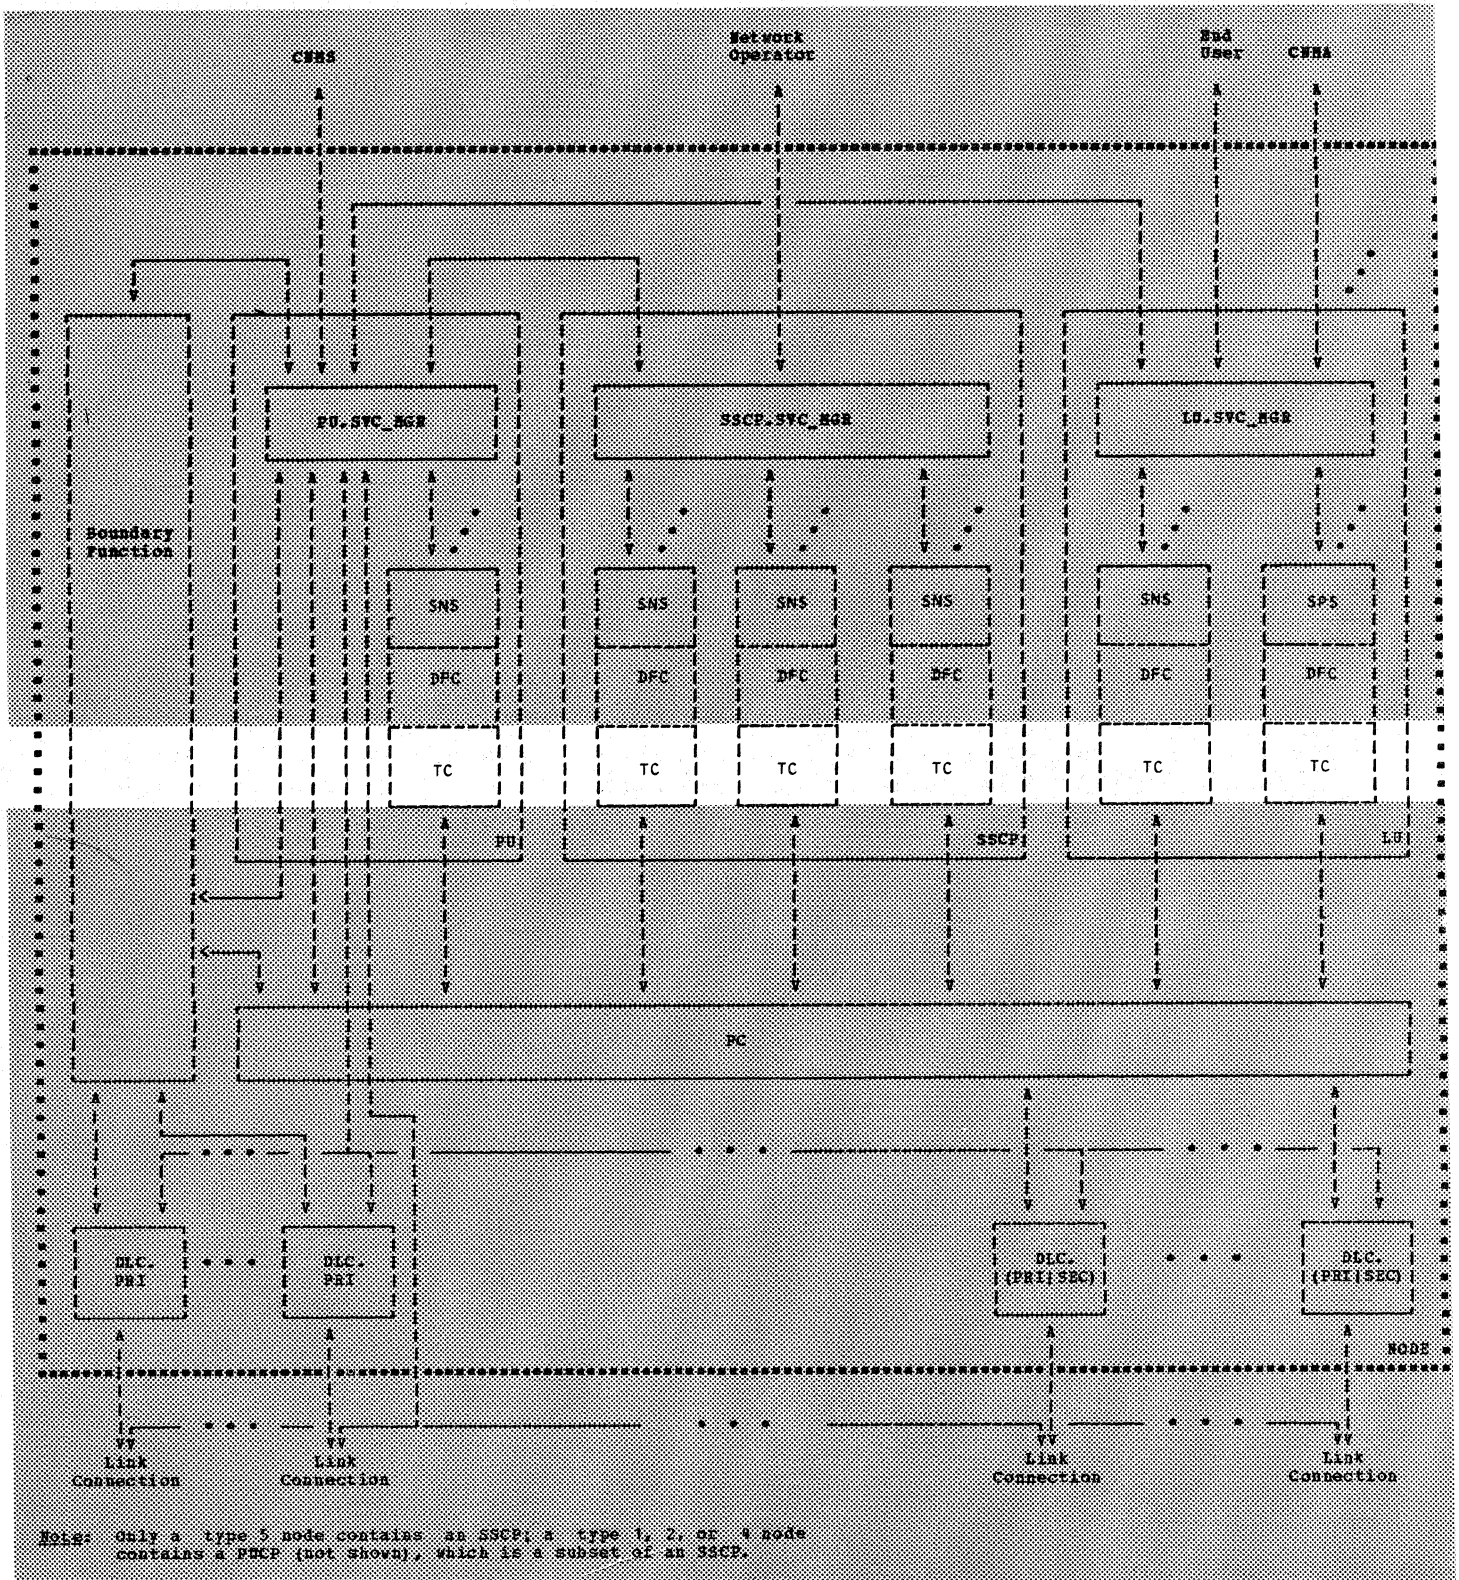 CNMS
Network
Operator
End
User
CNMA
PU.SVC_MGR
SSCP.SVC_MGR
LU.SVC_MGR
Boundary
Function
SNS
SNS
SNS
SNS
SNS
SPS
DFC
DFC
DFC
DFC
DFC
DFC
TC
TC
TC
TC
TC
TC
PU
SSCP
LU
PC
DLC.
PRI
DLC.
PRI
DLC.
(PRI|SEC)
DLC.
(PRI|SEC)
NODE
Link
Connection
Link
Connection
Link
Connection
Link
Connection
Note: Only a type 5 node contains an SSCP; a type 1, 2, or 4 node
contains a PUCP (not shown), which is a subset of an SSCP.